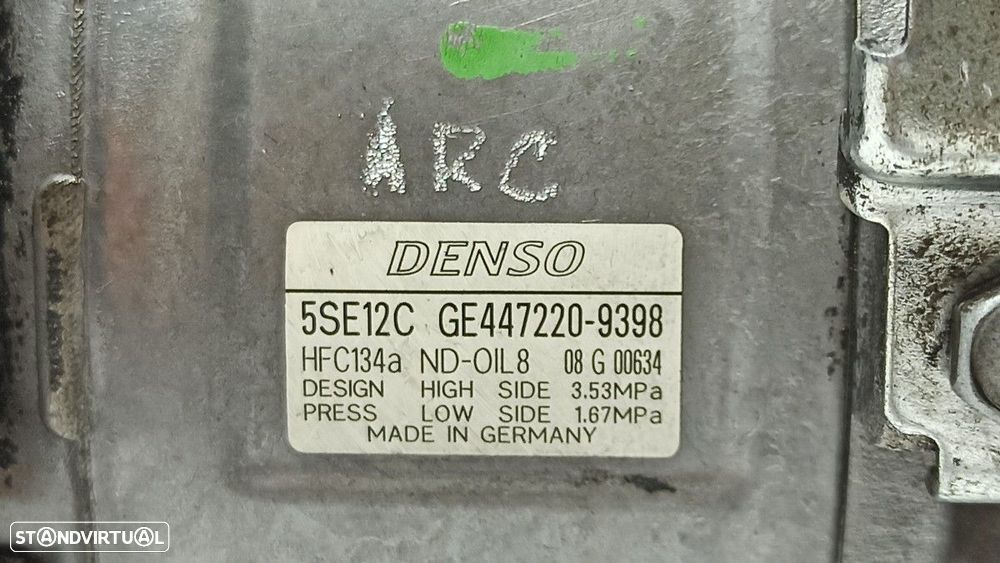 ARC
DENSO
5SE12C GE447220-9398
HFC134a ND-OIL8 08 G 00634
DESIGN HIGH SIDE 3.53MPa
PRESS LOW SIDE 1.67MPa
MADE IN GERMANY
STANDVIRTUAL